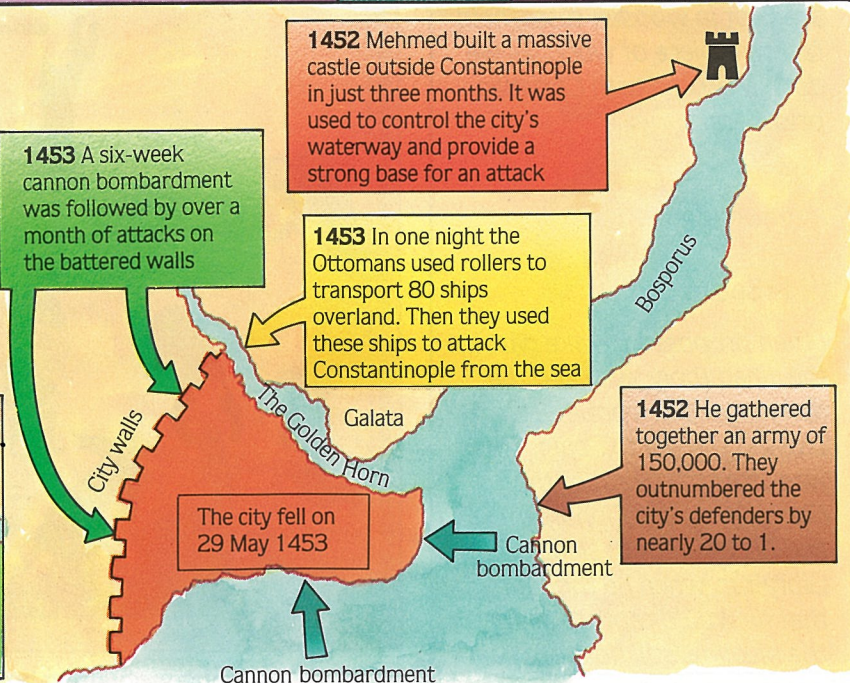 1452 Mehmed built a massive
castle outside Constantinople
in just three months. It was
used to control the city's
waterway and provide a
strong base for an attack
1453 A six-week
cannon bombardment
was followed by over a
month of attacks on
the battered walls
1453 In one night the
Ottomans used rollers to
transport 80 ships
overland. Then they used
these ships to attack
Constantinople from the sea
Bosporus
The Golden Horn
Galata
City walls
1452 He gathered
together an army of
150,000. They
outnumbered the
city's defenders by
nearly 20 to 1.
The city fell on
29 May 1453
Cannon
bombardment
Cannon bombardment